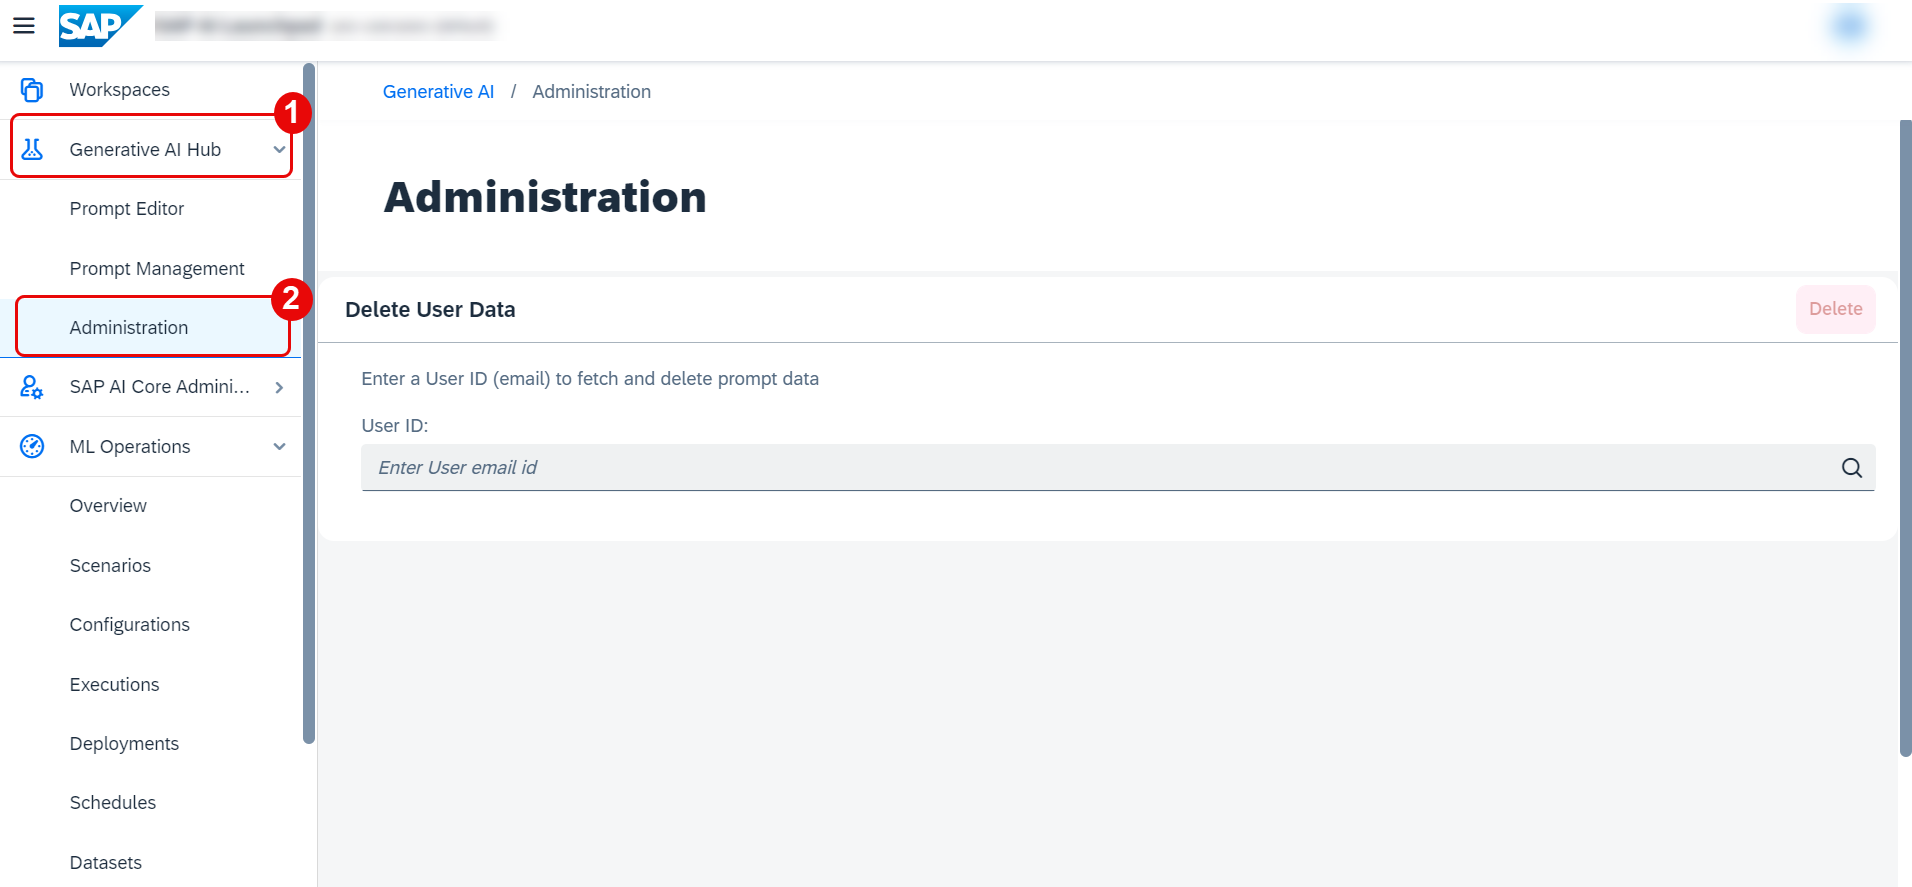 SAP
Workspaces
1
Generative AI Hub
Prompt Editor
Prompt Management
2
Administration
SAP AI Core Admini...
ML Operations
Overview
Scenarios
Configurations
Executions
Deployments
Schedules
Datasets
Generative AI / Administration
Administration
Delete User Data
Delete
Enter a User ID (email) to fetch and delete prompt data
User ID:
Enter User email id